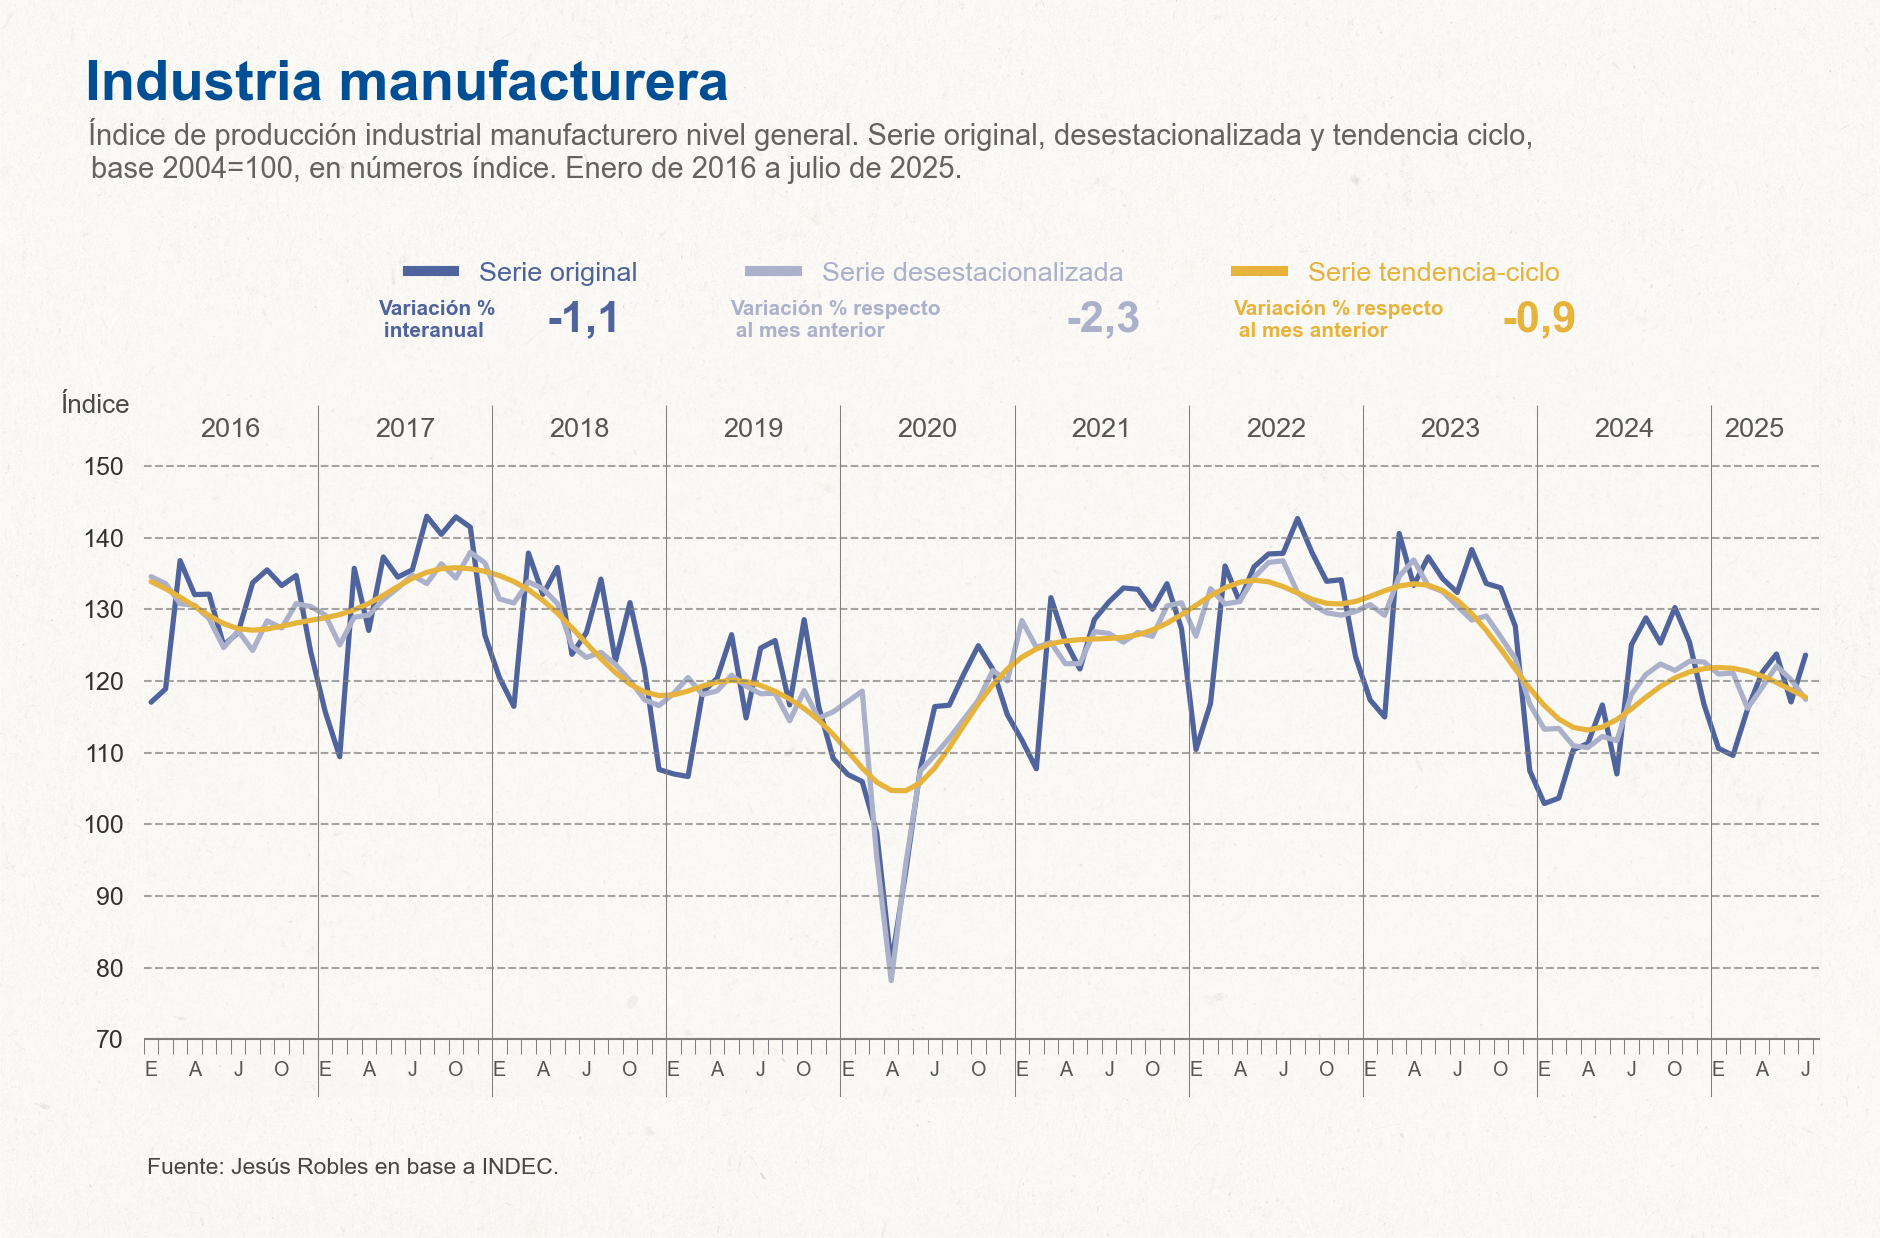 Industria manufacturera
Índice de producción industrial manufacturero nivel general. Serie original, desestacionalizada y tendencia ciclo,
base 2004=100, en números índice. Enero de 2016 a julio de 2025.
Serie original
Variación %
interanual
-1,1
Serie desestacionalizada
Variación % respecto
al mes anterior
-2,3
Serie tendencia-ciclo
Variación % respecto
al mes anterior
-0,9
Índice
2016 2017 2018 2019 2020 2021 2022 2023 2024 2025
150
140
130
120
110
100
90
80
70
E A J O E A J O E A J O E A J O E A J O E A J O E A J O E A J O E A J O E A J
Fuente: Jesús Robles en base a INDEC.